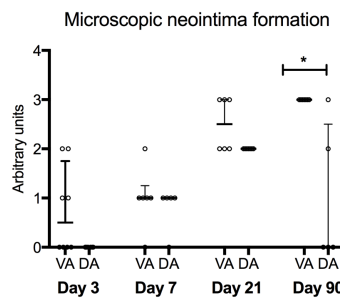 Microscopic neointima formation
Arbitrary units
4
3
2
1
0
*
VA DA VA DA VA DA VA DA
Day 3 Day 7 Day 21 Day 90